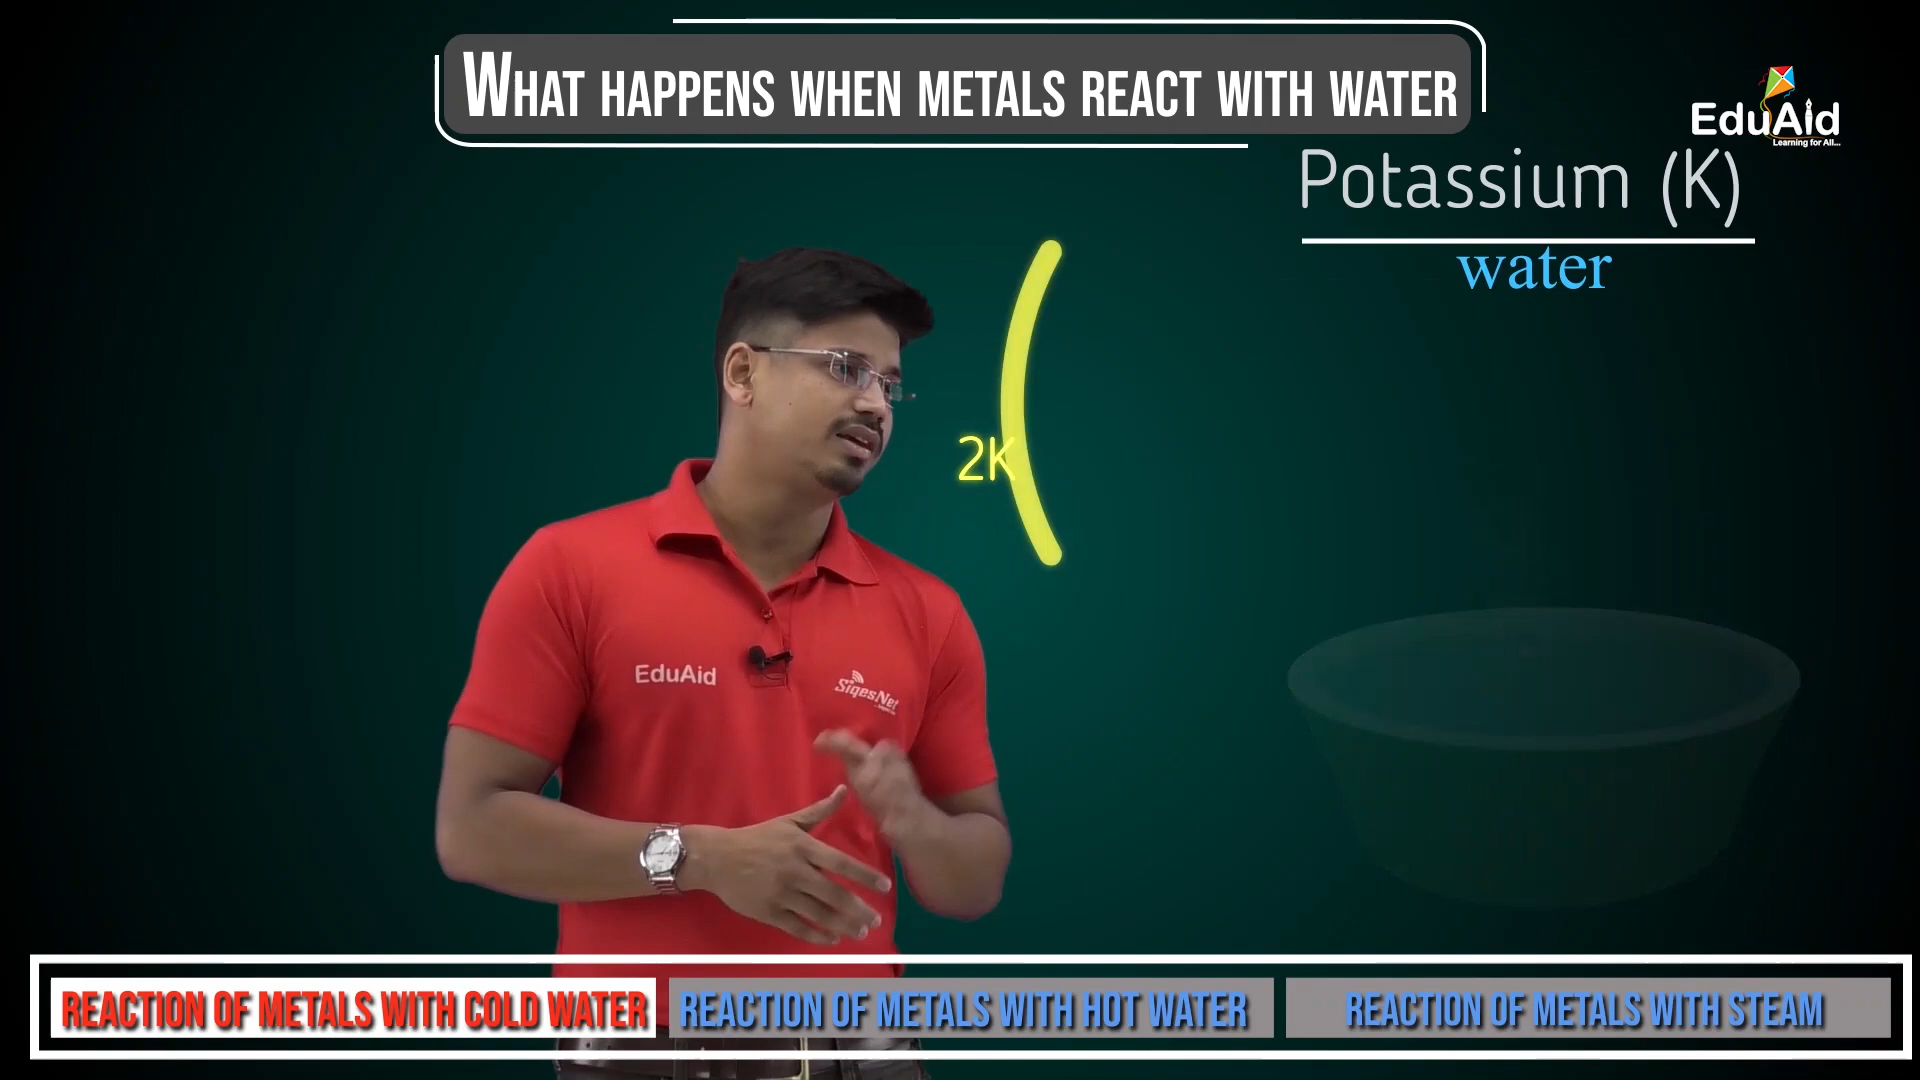 What happens when metals react with water
EduAid
Learning for All...
Potassium (K)
water
2K
EduAid
SiqesNet
REACTION OF METALS WITH COLD WATER
REACTION OF METALS WITH HOT WATER
REACTION OF METALS WITH STEAM